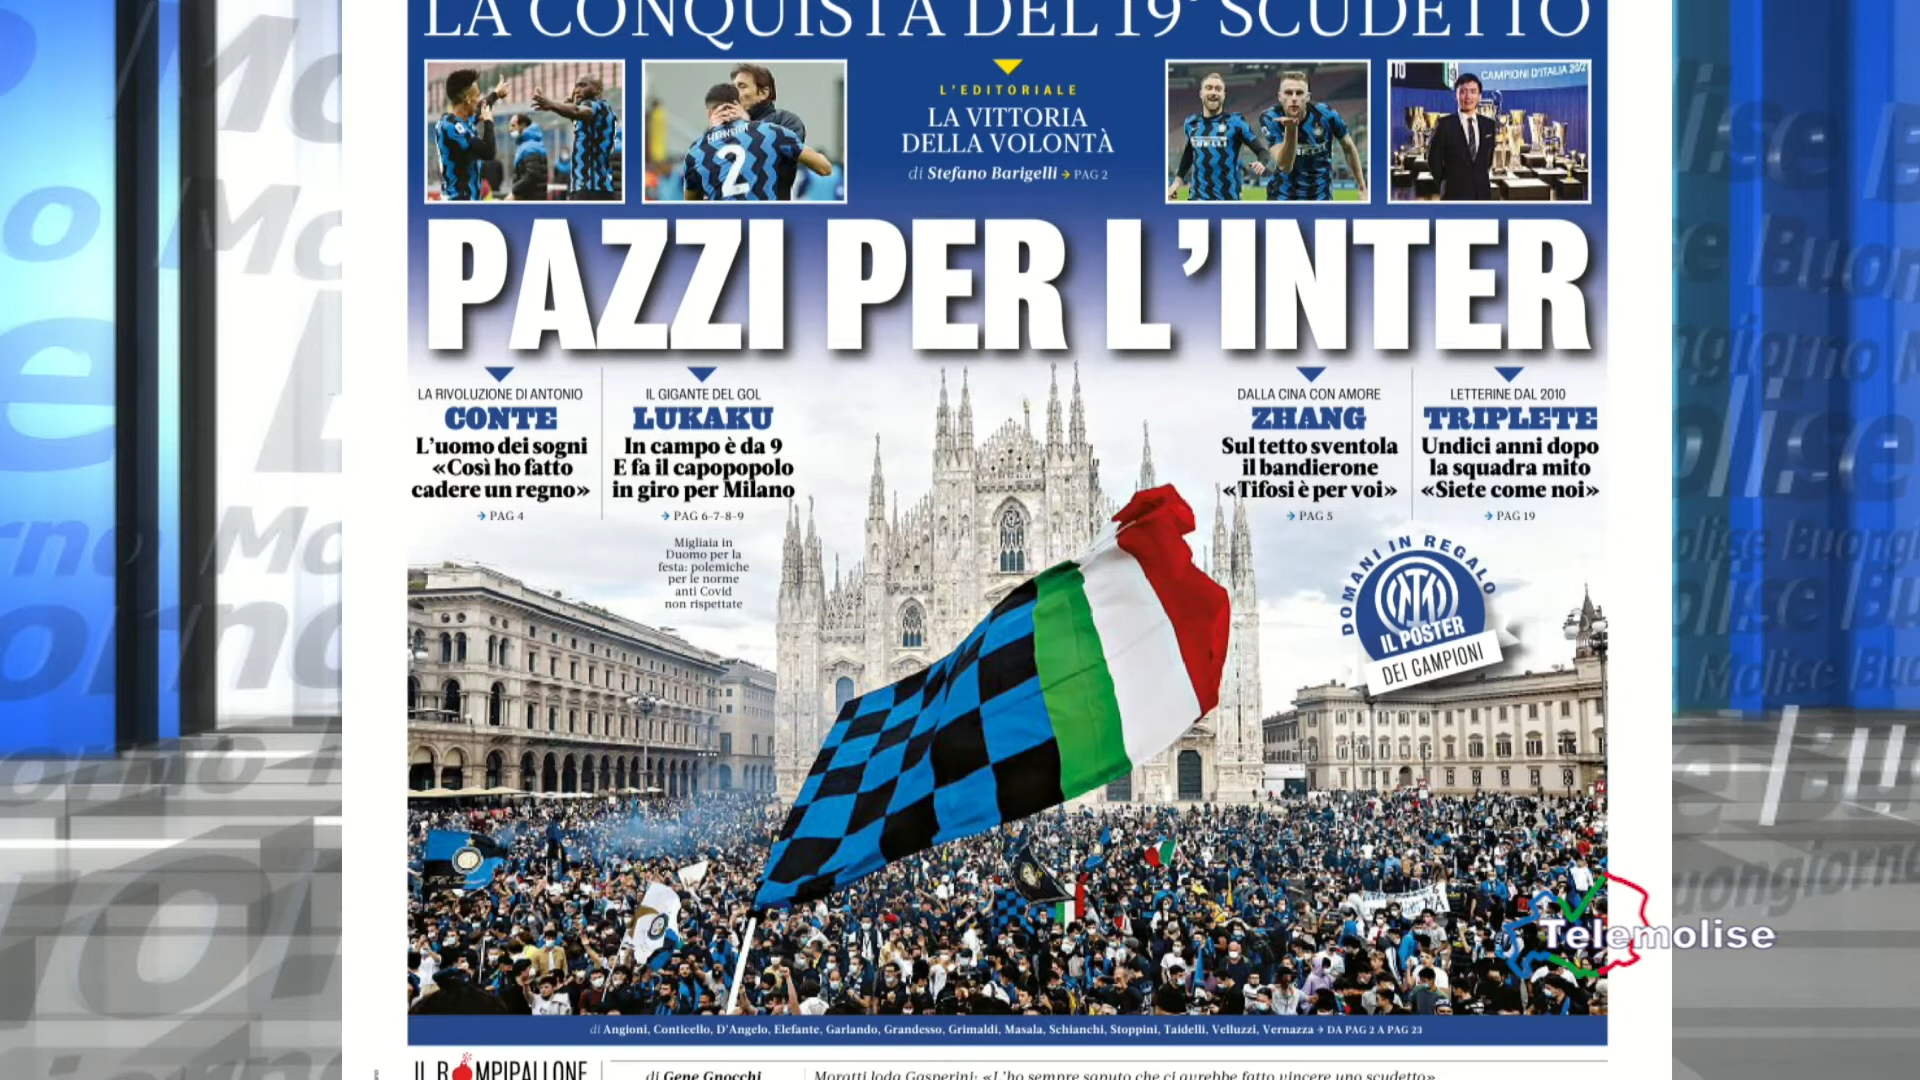 LA CONQUISTA DEL 19° SCUDETTO
L'EDITORIALE
LA VITTORIA
DELLA VOLONTÀ
di Stefano Barigelli → PAG 2
CAMPIONI D'ITALIA 2021
HAKIMI
2
PAZZI PER L'INTER
LA RIVOLUZIONE DI ANTONIO
CONTE
L'uomo dei sogni
«Così ho fatto
cadere un regno»
→ PAG 4
IL GIGANTE DEL GOL
LUKAKU
In campo è da 9
E fa il capopopolo
in giro per Milano
→ PAG 6-7-8-9
Migliaia in
Duomo per la
festa: polemiche
per le norme
anti Covid
non rispettate
DALLA CINA CON AMORE
ZHANG
Sul tetto sventola
il bandierone
«Tifosi è per voi»
→ PAG 5
LETTERINE DAL 2010
TRIPLETE
Undici anni dopo
la squadra mito
«Siete come noi»
→ PAG 19
DOMANI IN REGALO
IL POSTER
DEI CAMPIONI
Telemolise
di Angioni, Conticello, D'Angelo, Elefante, Garlando, Grandesso, Grimaldi, Masala, Schianchi, Stoppini, Taidelli, Velluzzi, Vernazza → DA PAG 2 A PAG 23
IL ROMPIPALLONE
di Gene Gnocchi
Moratti loda Gasperini: «L'ho sempre saputo che ci avrebbe fatto vincere uno scudetto»